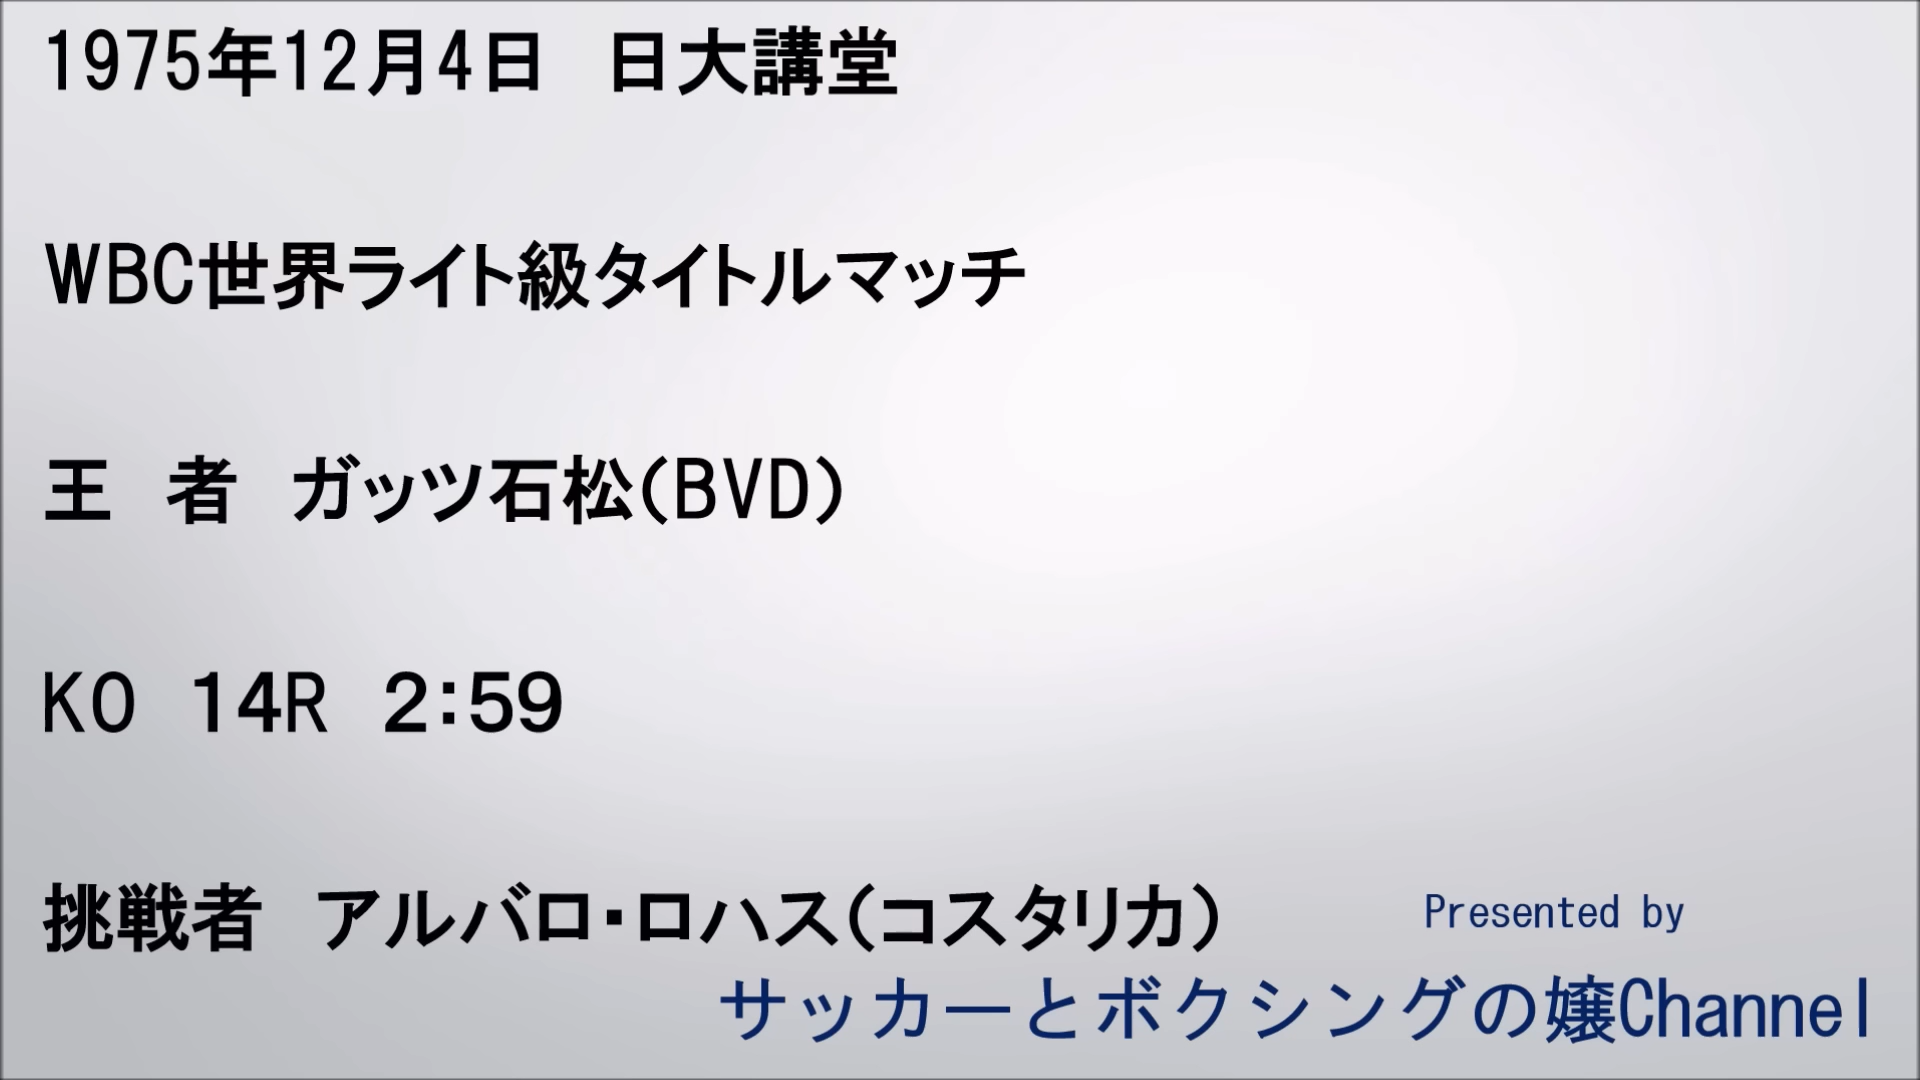 1975年12月4日　日大講堂
WBC世界ライト級タイトルマッチ
王　者　ガッツ石松(BVD)
KO　14R　2:59
挑戦者　アルバロ・ロハス(コスタリカ)
Presented by
サッカーとボクシングの嬢Channel